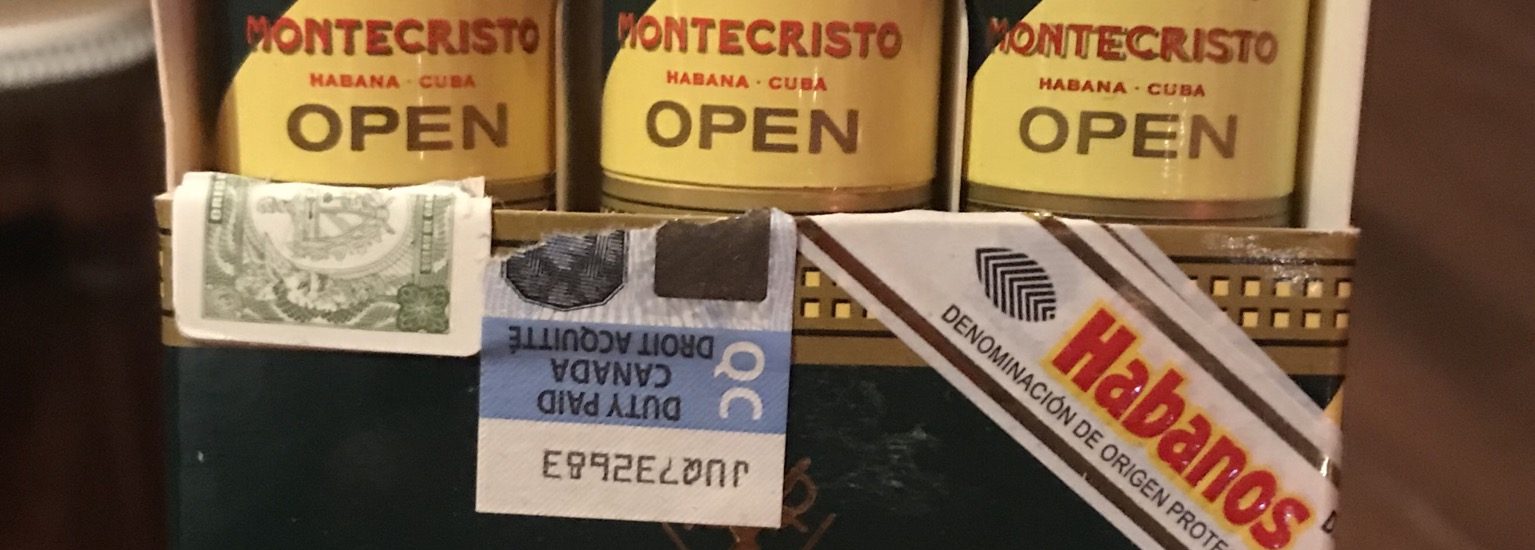 MONTECRISTO
HABANA · CUBA
OPEN
MONTECRISTO
HABANA · CUBA
OPEN
MONTECRISTO
HABANA · CUBA
OPEN
JUQ732683
QC
DUTY PAID
CANADA
DROIT ACQUITTÉ
Habanos
DENOMINACIÓN DE ORIGEN PROTE